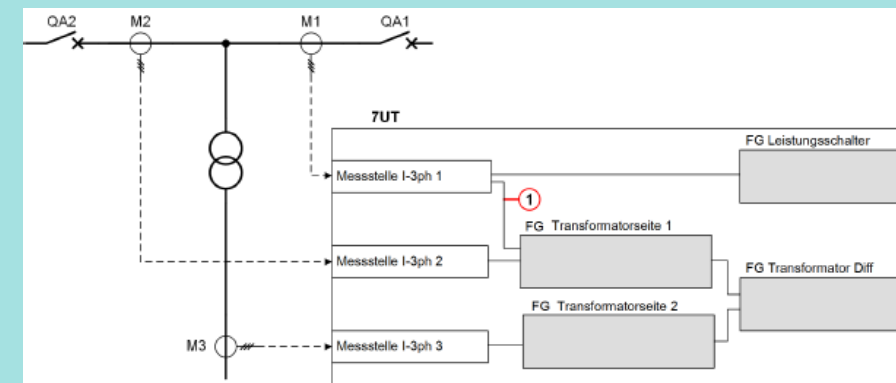 QA2
M2
M1
QA1
7UT
FG Leistungsschalter
Messstelle I-3ph 1
1
FG Transformatorseite 1
Messstelle I-3ph 2
FG Transformator Diff
FG Transformatorseite 2
M3
Messstelle I-3ph 3